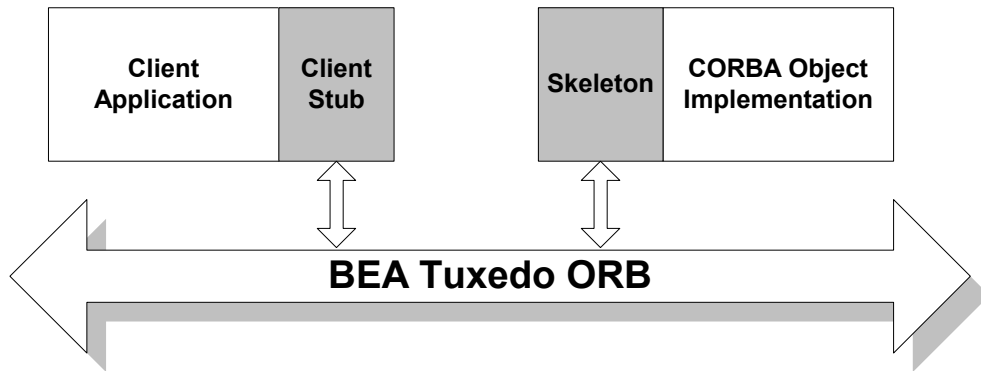 Client
Application
Client
Stub
Skeleton
CORBA Object
Implementation
BEA Tuxedo ORB